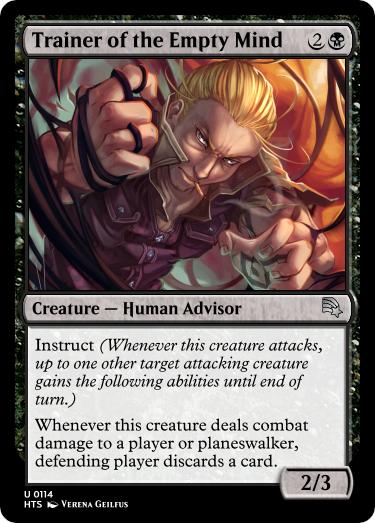 Trainer of the Empty Mind 2
Creature — Human Advisor
Instruct (Whenever this creature attacks,
up to one other target attacking creature
gains the following abilities until end of
turn.)
Whenever this creature deals combat
damage to a player or planeswalker,
defending player discards a card.
2/3
U 0114
HTS VERENA GEILFUS